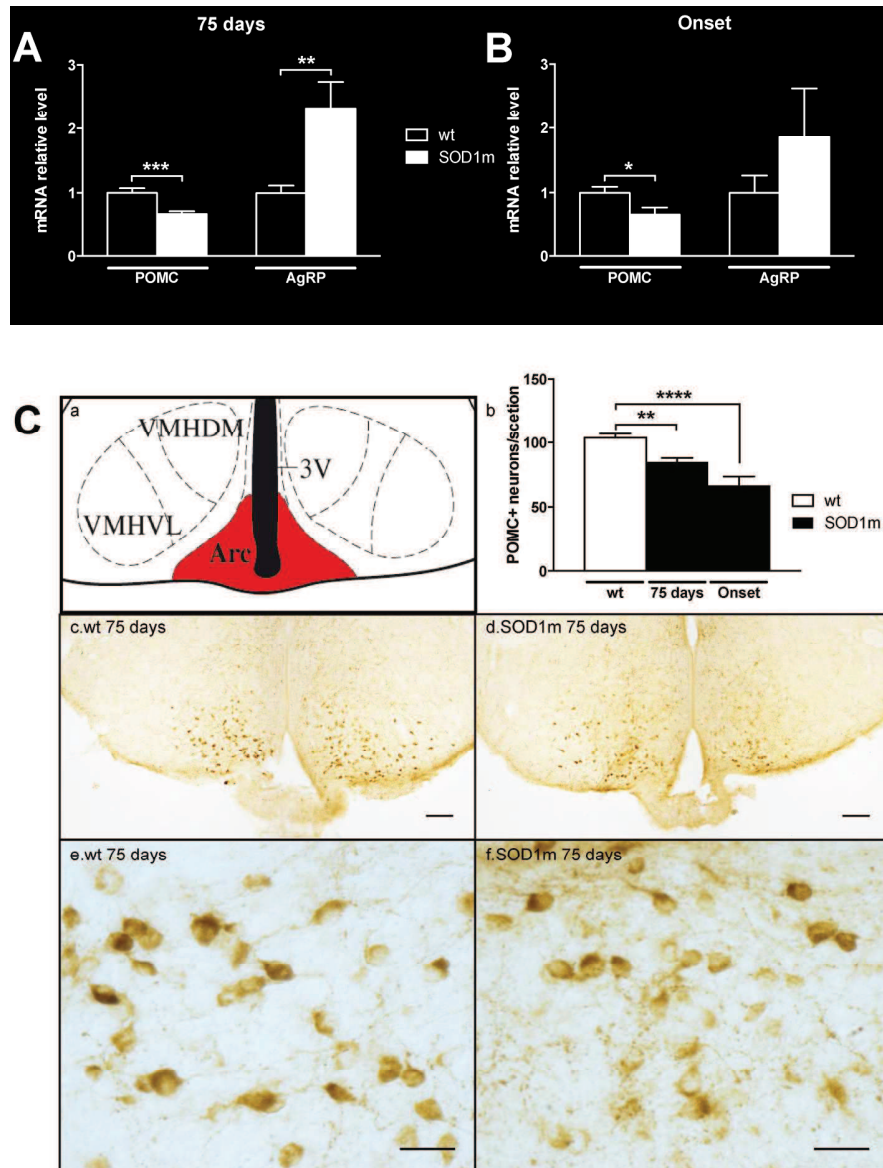 A
75 days
mRNA relative level
3
2
1
0
***
**
POMC
AgRP
wt
SOD1m
B
Onset
mRNA relative level
3
2
1
0
*
POMC
AgRP
C
a
VMHDM
3V
VMHVL
Arc
b
POMC+ neurons/scetion
150
100
50
0
****
**
wt
75 days
Onset
wt
SOD1m
c.wt 75 days
d.SOD1m 75 days
e.wt 75 days
f.SOD1m 75 days